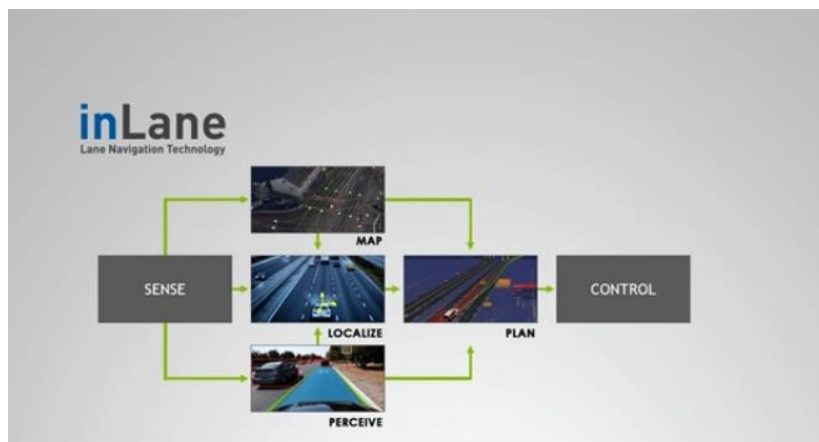 inLane
Lane Navigation Technology
MAP
SENSE
CONTROL
LOCALIZE
PLAN
PERCEIVE